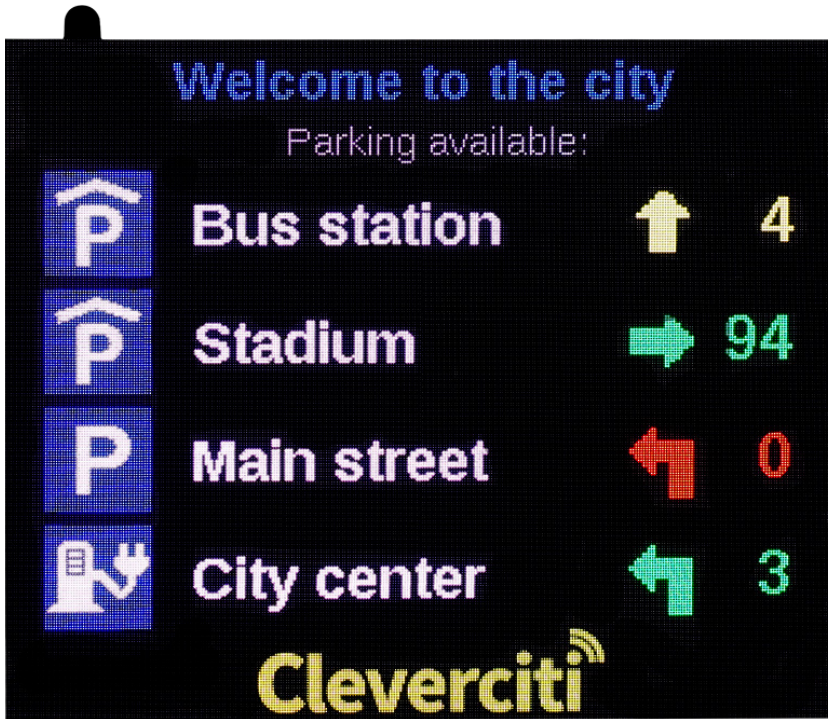 Welcome to the city
Parking available:
P Bus station 4
P Stadium 94
P Main street 0
City center 3
Cleverciti